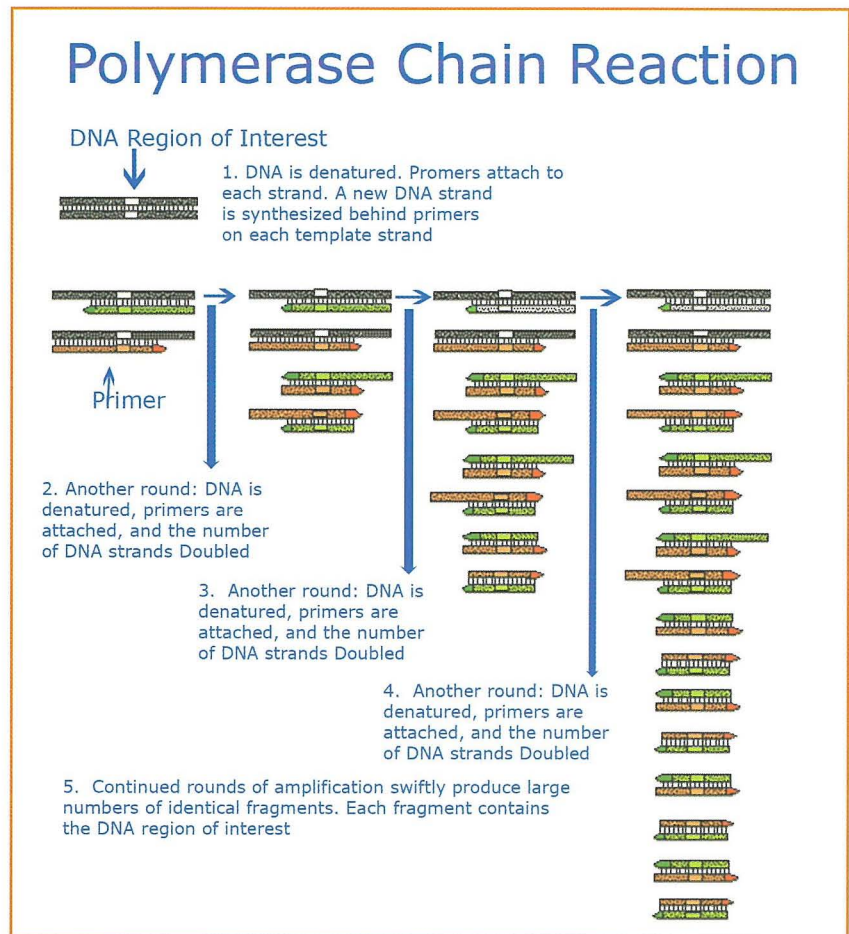 Polymerase Chain Reaction
DNA Region of Interest
1. DNA is denatured. Promers attach to
each strand. A new DNA strand
is synthesized behind primers
on each template strand
Primer
2. Another round: DNA is
denatured, primers are
attached, and the number
of DNA strands Doubled
3. Another round: DNA is
denatured, primers are
attached, and the number
of DNA strands Doubled
4. Another round: DNA is
denatured, primers are
attached, and the number
of DNA strands Doubled
5. Continued rounds of amplification swiftly produce large
numbers of identical fragments. Each fragment contains
the DNA region of interest